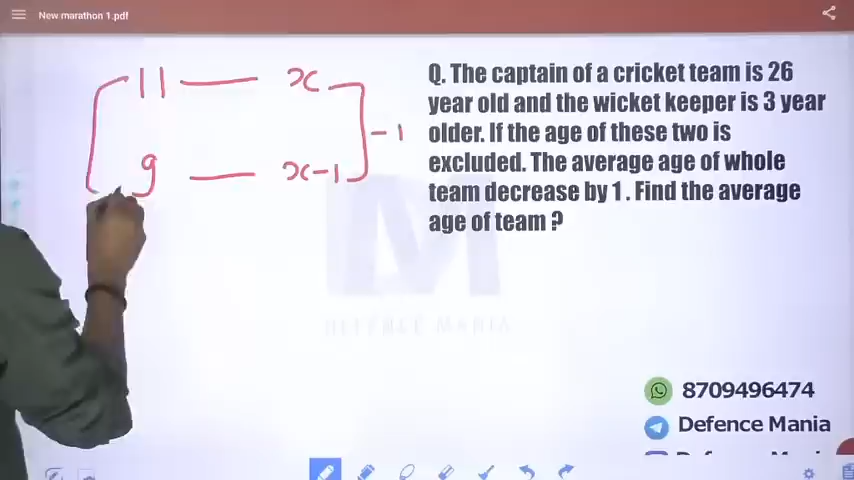 New marathon 1.pdf
11 — x
- 1
9 — x-1
Q. The captain of a cricket team is 26
year old and the wicket keeper is 3 year
older. If the age of these two is
excluded. The average age of whole
team decrease by 1 . Find the average
age of team ?
M
DEFENCE MANIA
8709496474
Defence Mania